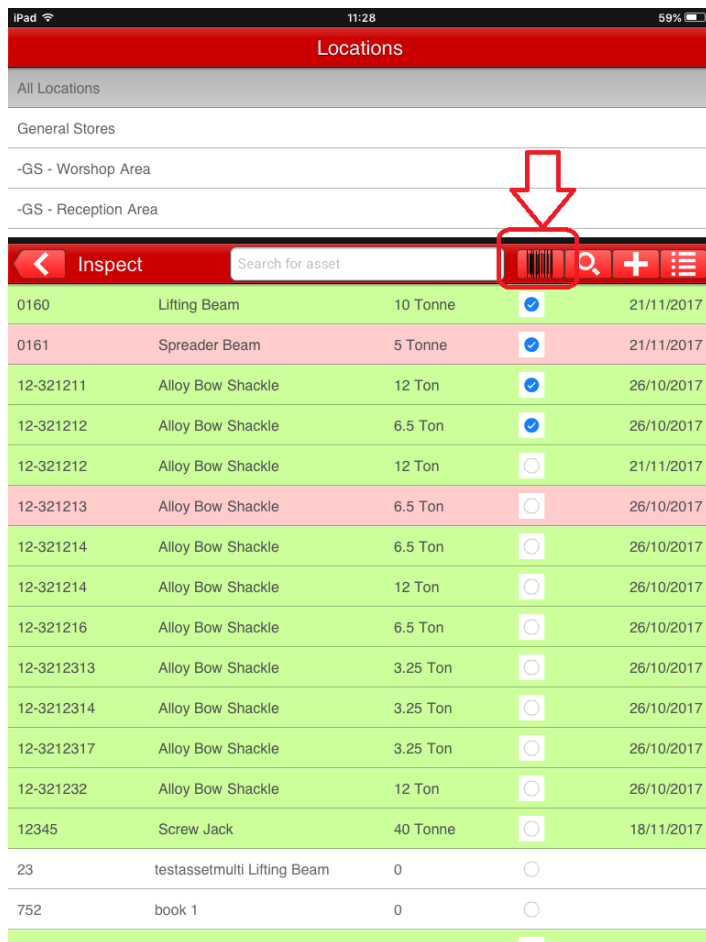 iPad 11:28 59%
Locations
All Locations
General Stores
-GS - Worshop Area
-GS - Reception Area
Inspect Search for asset
0160 Lifting Beam 10 Tonne 21/11/2017
0161 Spreader Beam 5 Tonne 21/11/2017
12-321211 Alloy Bow Shackle 12 Ton 26/10/2017
12-321212 Alloy Bow Shackle 6.5 Ton 26/10/2017
12-321212 Alloy Bow Shackle 12 Ton 21/11/2017
12-321213 Alloy Bow Shackle 6.5 Ton 26/10/2017
12-321214 Alloy Bow Shackle 6.5 Ton 26/10/2017
12-321214 Alloy Bow Shackle 12 Ton 26/10/2017
12-321216 Alloy Bow Shackle 6.5 Ton 26/10/2017
12-3212313 Alloy Bow Shackle 3.25 Ton 26/10/2017
12-3212314 Alloy Bow Shackle 3.25 Ton 26/10/2017
12-3212317 Alloy Bow Shackle 3.25 Ton 26/10/2017
12-321232 Alloy Bow Shackle 12 Ton 26/10/2017
12345 Screw Jack 40 Tonne 18/11/2017
23 testassetmulti Lifting Beam 0
752 book 1 0